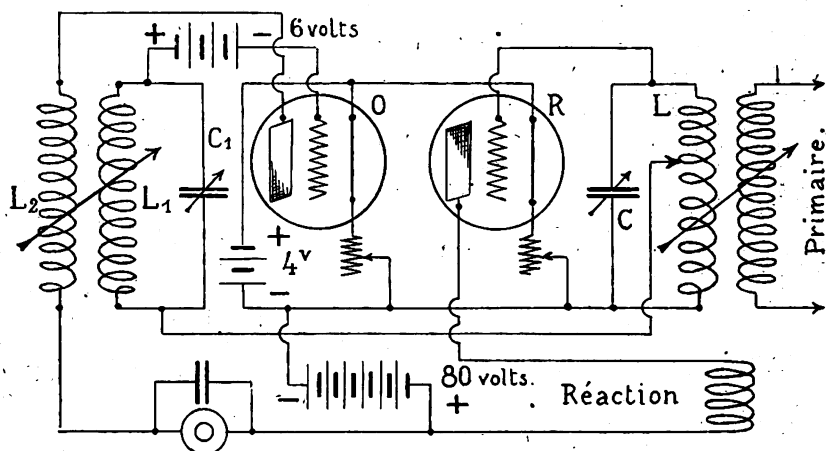 + - 6 volts
O R L
C1
L2 L1 C
+
4v
-
Primaire.
80 volts.
- + Réaction